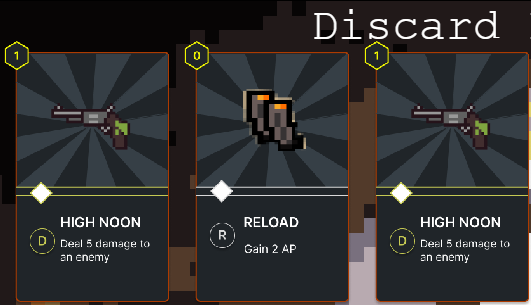 Discard
1
HIGH NOON
D
Deal 5 damage to
an enemy
0
RELOAD
R
Gain 2 AP
1
HIGH NOON
D
Deal 5 damage to
an enemy